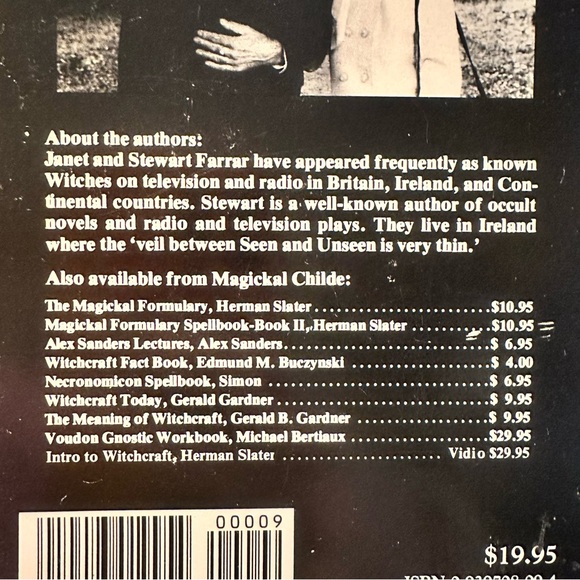 About the authors:
Janet and Stewart Farrar have appeared frequently as known
Witches on television and radio in Britain, Ireland, and Con-
tinental countries. Stewart is a well-known author of occult
novels and radio and television plays. They live in Ireland
where the ‘veil between Seen and Unseen is very thin.’
Also available from Magickal Childe:
The Magickal Formulary, Herman Slater.........................$10.95
Magickal Formulary Spellbook-Book II, Herman Slater ..........$10.95
Alex Sanders Lectures, Alex Sanders...........................$ 6.95
Witchcraft Fact Book, Edmund M. Buczynski ....................$ 4.00
Necronomicon Spellbook, Simon ................................$ 6.95
Witchcraft Today, Gerald Gardner .............................$ 9.95
The Meaning of Witchcraft, Gerald B. Gardner .................$ 9.95
Voudon Gnostic Workbook, Michael Bertiaux ....................$29.95
Intro to Witchcraft, Herman Slater ...................... Vidio $29.95
00009
$19.95